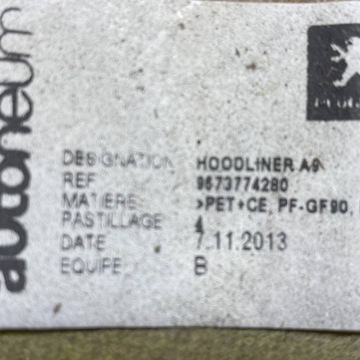 autoneum
DESIGNATION HOODLINER A9
REF 9673774280
MATIERE >PET+CE, PF-GF90,
PASTILLAGE 4
DATE 7.11.2013
EQUIPE B